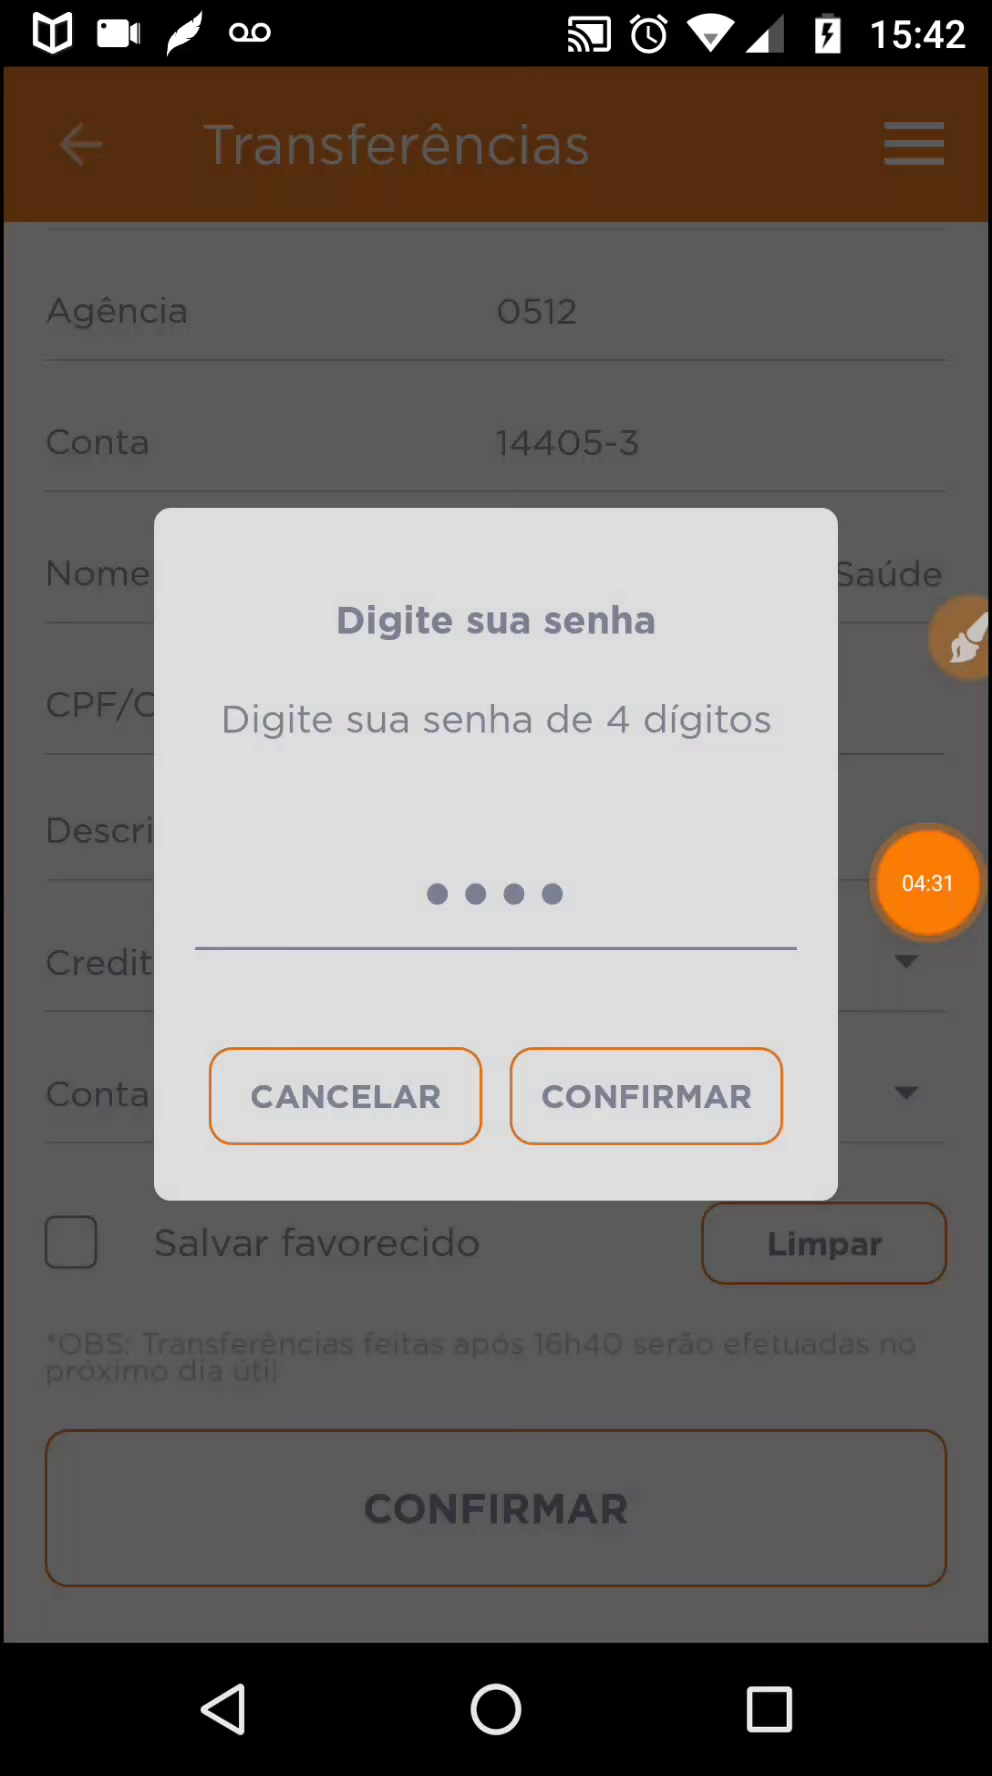 15:42
Transferências
Agência 0512
Conta 14405-3
Nome Saúde
Digite sua senha
CPF/C
Digite sua senha de 4 dígitos
Descri
04:31
Credit
Conta
CANCELAR CONFIRMAR
Salvar favorecido Limpar
*OBS: Transferências feitas após 16h40 serão efetuadas no
próximo dia útil
CONFIRMAR